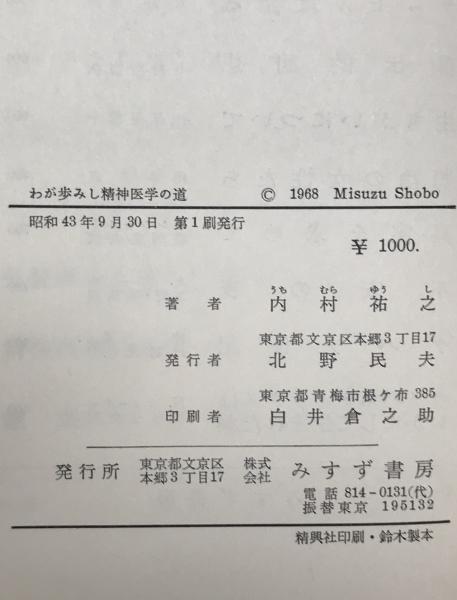 わが歩みし精神医学の道 © 1968 Misuzu Shobo
昭和43年9月30日 第1刷発行
¥ 1000.
うち むら ゆう し
著者 内村祐之
東京都文京区本郷3丁目17
発行者 北野民夫
東京都青梅市根ケ布385
印刷者 白井倉之助
発行所 東京都文京区本郷3丁目17 株式会社 みすず書房
電話 814-0131(代)
振替東京 195132
精興社印刷・鈴木製本